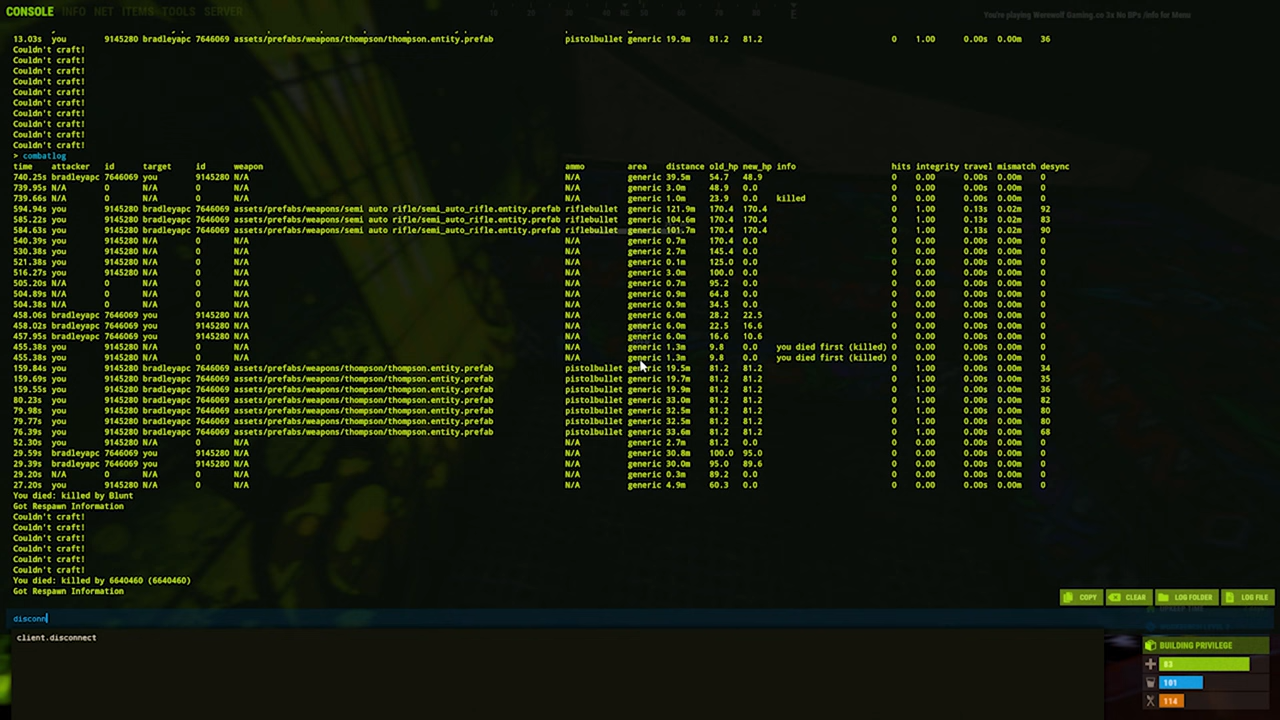 CONSOLE INFO NET ITEMS TOOLS SERVER
You're playing Werewolf Gaming.on 3x No BPs /info for Menu
13.03s you 9145280 bradleyapc 7646069 assets/prefabs/weapons/thompson/thompson.entity.prefab pistolbullet generic 19.9m 81.2 81.2 0 1.00 0.00s 0.00m 36
Couldn't craft!
Couldn't craft!
Couldn't craft!
Couldn't craft!
Couldn't craft!
Couldn't craft!
Couldn't craft!
Couldn't craft!
Couldn't craft!
Couldn't craft!
> combatlog
time attacker id target id weapon ammo area distance old_hp new_hp info hits integrity travel mismatch desync
740.25s bradleyapc 7646069 you 9145280 N/A N/A generic 39.5m 54.7 48.9 0 0.00 0.00s 0.00m 0
739.95s N/A 0 N/A 0 N/A N/A generic 3.0m 48.9 0.0 0 0.00 0.00s 0.00m 0
739.66s N/A 0 N/A 0 N/A N/A generic 1.0m 23.9 0.0 killed 0 0.00 0.00s 0.00m 0
594.94s you 9145280 bradleyapc 7646069 assets/prefabs/weapons/semi auto rifle/semi_auto_rifle.entity.prefab riflebullet generic 121.9m 170.4 170.4 0 1.00 0.13s 0.02m 92
585.22s you 9145280 bradleyapc 7646069 assets/prefabs/weapons/semi auto rifle/semi_auto_rifle.entity.prefab riflebullet generic 104.6m 170.4 170.4 0 1.00 0.13s 0.02m 83
584.63s you 9145280 bradleyapc 7646069 assets/prefabs/weapons/semi auto rifle/semi_auto_rifle.entity.prefab riflebullet generic 101.7m 170.4 170.4 0 1.00 0.13s 0.02m 90
540.39s you 9145280 N/A 0 N/A N/A generic 0.7m 170.4 0.0 0 0.00 0.00s 0.00m 0
530.38s you 9145280 N/A 0 N/A N/A generic 2.7m 145.4 0.0 0 0.00 0.00s 0.00m 0
521.38s you 9145280 N/A 0 N/A N/A generic 0.1m 125.0 0.0 0 0.00 0.00s 0.00m 0
516.27s you 9145280 N/A 0 N/A N/A generic 3.0m 100.0 0.0 0 0.00 0.00s 0.00m 0
505.20s N/A 0 N/A 0 N/A N/A generic 0.7m 95.2 0.0 0 0.00 0.00s 0.00m 0
504.89s N/A 0 N/A 0 N/A N/A generic 0.9m 64.8 0.0 0 0.00 0.00s 0.00m 0
504.38s N/A 0 N/A 0 N/A N/A generic 0.9m 34.5 0.0 0 0.00 0.00s 0.00m 0
458.06s bradleyapc 7646069 you 9145280 N/A N/A generic 6.0m 28.2 22.5 0 0.00 0.00s 0.00m 0
458.02s bradleyapc 7646069 you 9145280 N/A N/A generic 6.0m 22.5 16.6 0 0.00 0.00s 0.00m 0
457.95s bradleyapc 7646069 you 9145280 N/A N/A generic 6.0m 16.6 10.6 0 0.00 0.00s 0.00m 0
455.38s you 9145280 N/A 0 N/A N/A generic 1.3m 9.8 0.0 you died first (killed) 0 0.00 0.00s 0.00m 0
455.38s you 9145280 N/A 0 N/A N/A generic 1.3m 9.8 0.0 you died first (killed) 0 0.00 0.00s 0.00m 0
159.84s you 9145280 bradleyapc 7646069 assets/prefabs/weapons/thompson/thompson.entity.prefab pistolbullet generic 19.5m 81.2 81.2 0 1.00 0.00s 0.00m 34
159.69s you 9145280 bradleyapc 7646069 assets/prefabs/weapons/thompson/thompson.entity.prefab pistolbullet generic 19.7m 81.2 81.2 0 1.00 0.00s 0.00m 35
159.55s you 9145280 bradleyapc 7646069 assets/prefabs/weapons/thompson/thompson.entity.prefab pistolbullet generic 19.9m 81.2 81.2 0 1.00 0.00s 0.00m 36
80.23s you 9145280 bradleyapc 7646069 assets/prefabs/weapons/thompson/thompson.entity.prefab pistolbullet generic 33.0m 81.2 81.2 0 1.00 0.00s 0.00m 82
79.98s you 9145280 bradleyapc 7646069 assets/prefabs/weapons/thompson/thompson.entity.prefab pistolbullet generic 32.5m 81.2 81.2 0 1.00 0.00s 0.00m 80
79.77s you 9145280 bradleyapc 7646069 assets/prefabs/weapons/thompson/thompson.entity.prefab pistolbullet generic 32.5m 81.2 81.2 0 1.00 0.00s 0.00m 80
76.39s you 9145280 bradleyapc 7646069 assets/prefabs/weapons/thompson/thompson.entity.prefab pistolbullet generic 33.6m 81.2 81.2 0 1.00 0.00s 0.00m 68
52.30s you 9145280 N/A 0 N/A N/A generic 2.7m 81.2 0.0 0 0.00 0.00s 0.00m 0
29.59s bradleyapc 7646069 you 9145280 N/A N/A generic 30.8m 100.0 95.0 0 0.00 0.00s 0.00m 0
29.39s bradleyapc 7646069 you 9145280 N/A N/A generic 30.0m 95.0 89.6 0 0.00 0.00s 0.00m 0
29.20s N/A 0 N/A 0 N/A N/A generic 0.3m 89.2 0.0 0 0.00 0.00s 0.00m 0
27.20s you 9145280 N/A 0 N/A N/A generic 4.9m 60.3 0.0 0 0.00 0.00s 0.00m 0
You died: killed by Blunt
Got Respawn Information
Couldn't craft!
Couldn't craft!
Couldn't craft!
Couldn't craft!
Couldn't craft!
Couldn't craft!
You died: killed by 6640460 (6640460)
Got Respawn Information
COPY CLEAR LOG FOLDER LOG FILE
disconn
client.disconnect
BUILDING PRIVILEGE
83
101
114